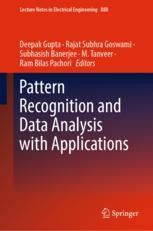 Lecture Notes in Electrical Engineering 888
Deepak Gupta · Rajat Subhra Goswami ·
Subhasish Banerjee · M. Tanveer ·
Ram Bilas Pachori Editors
Pattern
Recognition and
Data Analysis
with Applications
Springer